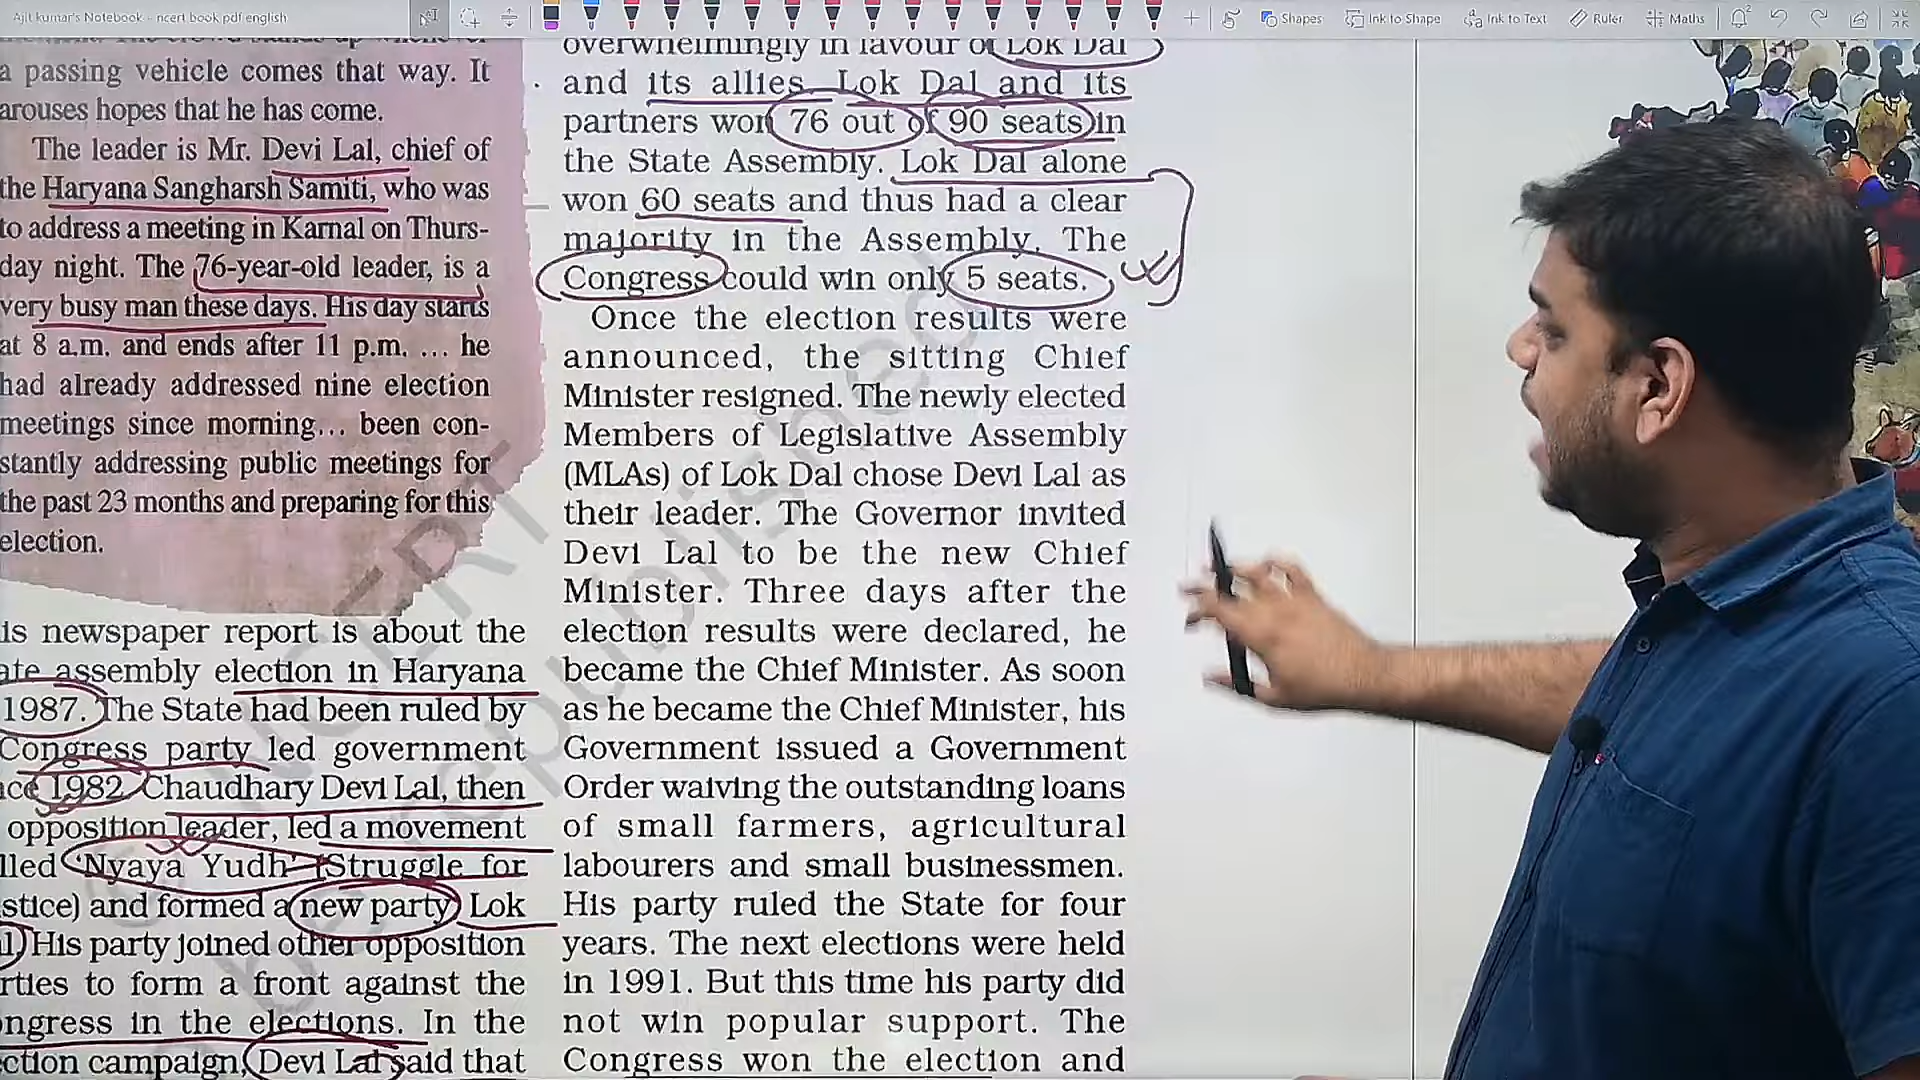 Ajit kumar's Notebook - ncert book pdf english
Shapes
Ink to Shape
Ink to Text
Ruler
Maths
a passing vehicle comes that way. It
arouses hopes that he has come.
The leader is Mr. Devi Lal, chief of
the Haryana Sangharsh Samiti, who was
to address a meeting in Karnal on Thurs-
day night. The 76-year-old leader, is a
very busy man these days. His day starts
at 8 a.m. and ends after 11 p.m. ... he
had already addressed nine election
meetings since morning... been con-
stantly addressing public meetings for
the past 23 months and preparing for this
election.
is newspaper report is about the
ate assembly election in Haryana
1987. The State had been ruled by
Congress party led government
ce 1982. Chaudhary Devi Lal, then
opposition leader, led a movement
lled 'Nyaya Yudh' (Struggle for
stice) and formed a new party, Lok
l. His party joined other opposition
rties to form a front against the
ngress in the elections. In the
ction campaign, Devi Lal said that
overwhelmingly in favour of Lok Dal
and its allies. Lok Dal and its
partners won 76 out of 90 seats in
the State Assembly. Lok Dal alone
won 60 seats and thus had a clear
majority in the Assembly. The
Congress could win only 5 seats.
Once the election results were
announced, the sitting Chief
Minister resigned. The newly elected
Members of Legislative Assembly
(MLAs) of Lok Dal chose Devi Lal as
their leader. The Governor invited
Devi Lal to be the new Chief
Minister. Three days after the
election results were declared, he
became the Chief Minister. As soon
as he became the Chief Minister, his
Government issued a Government
Order waiving the outstanding loans
of small farmers, agricultural
labourers and small businessmen.
His party ruled the State for four
years. The next elections were held
in 1991. But this time his party did
not win popular support. The
Congress won the election and